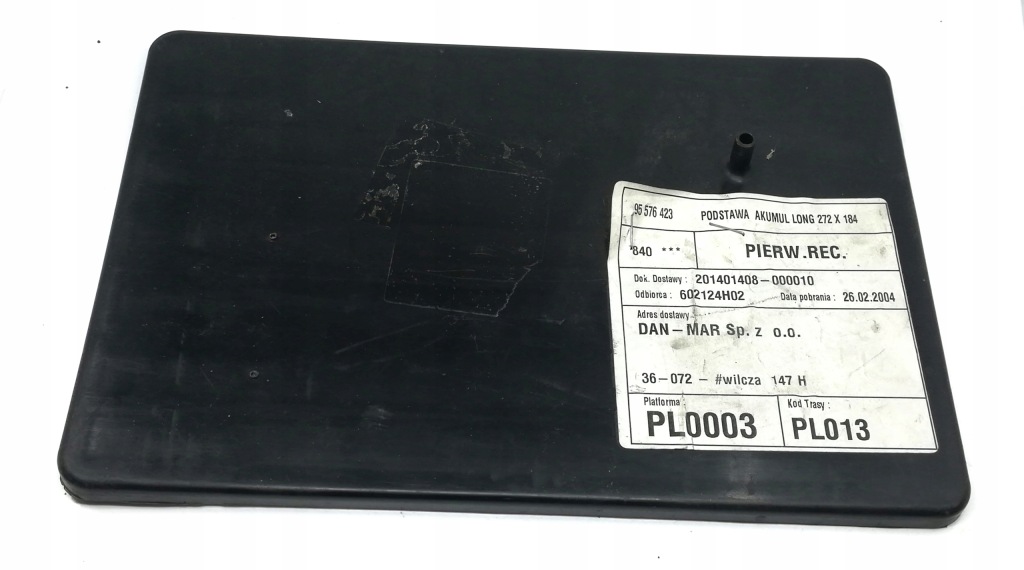 95 576 423 PODSTAWA AKUMUL LONG 272 X 184
840 *** PIERW.REC.
Dok. Dostawy : 201401408-000010
Odbiorca : 602124H02 Data pobrania : 26.02.2004
Adres dostawy
DAN-MAR Sp. z o.o.
36-072 - #wilcza 147 H
Platforma : Kod Trasy :
PL0003 PL013